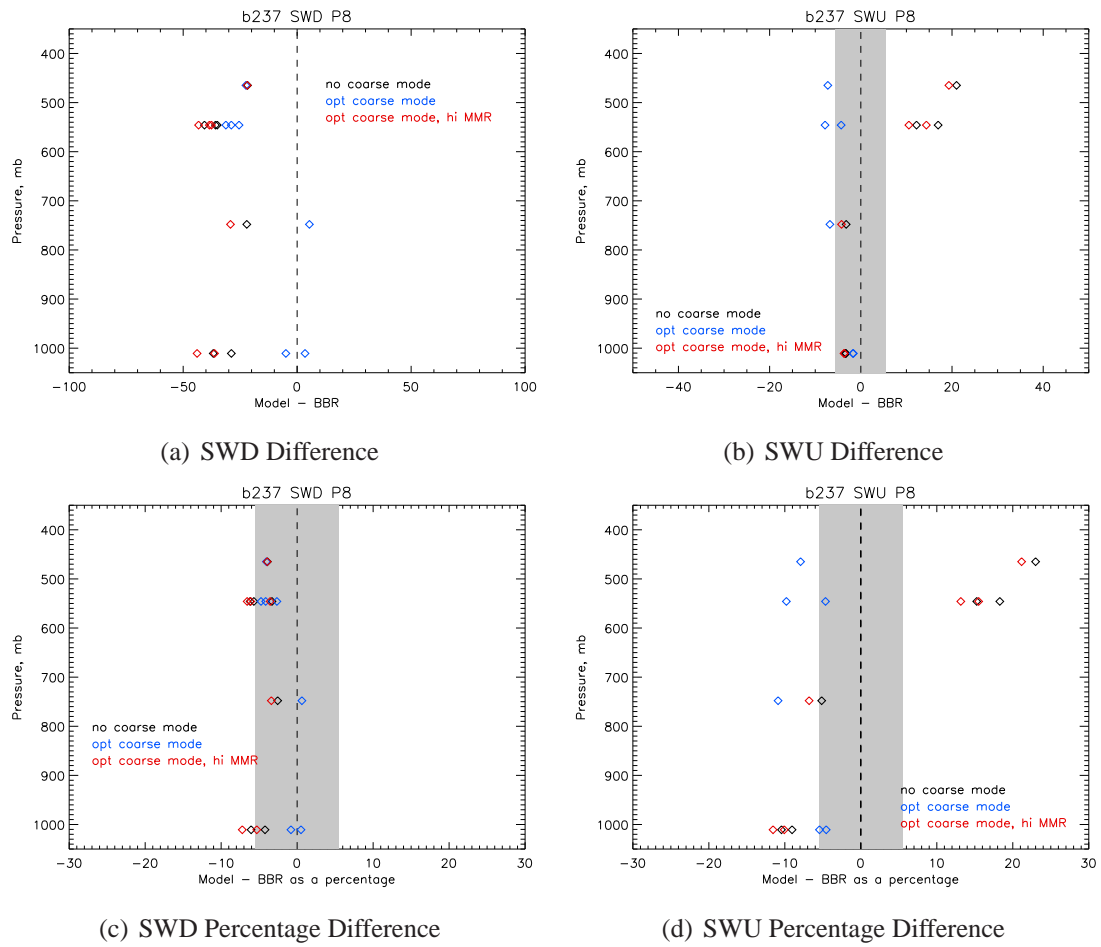 b237 SWD P8
400
500
600
700
800
900
1000
Pressure, mb
no coarse mode
opt coarse mode
opt coarse mode, hi MMR
-100 -50 0 50 100
Model - BBR
(a) SWD Difference
b237 SWU P8
400
500
600
700
800
900
1000
Pressure, mb
no coarse mode
opt coarse mode
opt coarse mode, hi MMR
-40 -20 0 20 40
Model - BBR
(b) SWU Difference
b237 SWD P8
400
500
600
700
800
900
1000
Pressure, mb
no coarse mode
opt coarse mode
opt coarse mode, hi MMR
-30 -20 -10 0 10 20 30
Model - BBR as a percentage
(c) SWD Percentage Difference
b237 SWU P8
400
500
600
700
800
900
1000
Pressure, mb
no coarse mode
opt coarse mode
opt coarse mode, hi MMR
-30 -20 -10 0 10 20 30
Model - BBR as a percentage
(d) SWU Percentage Difference